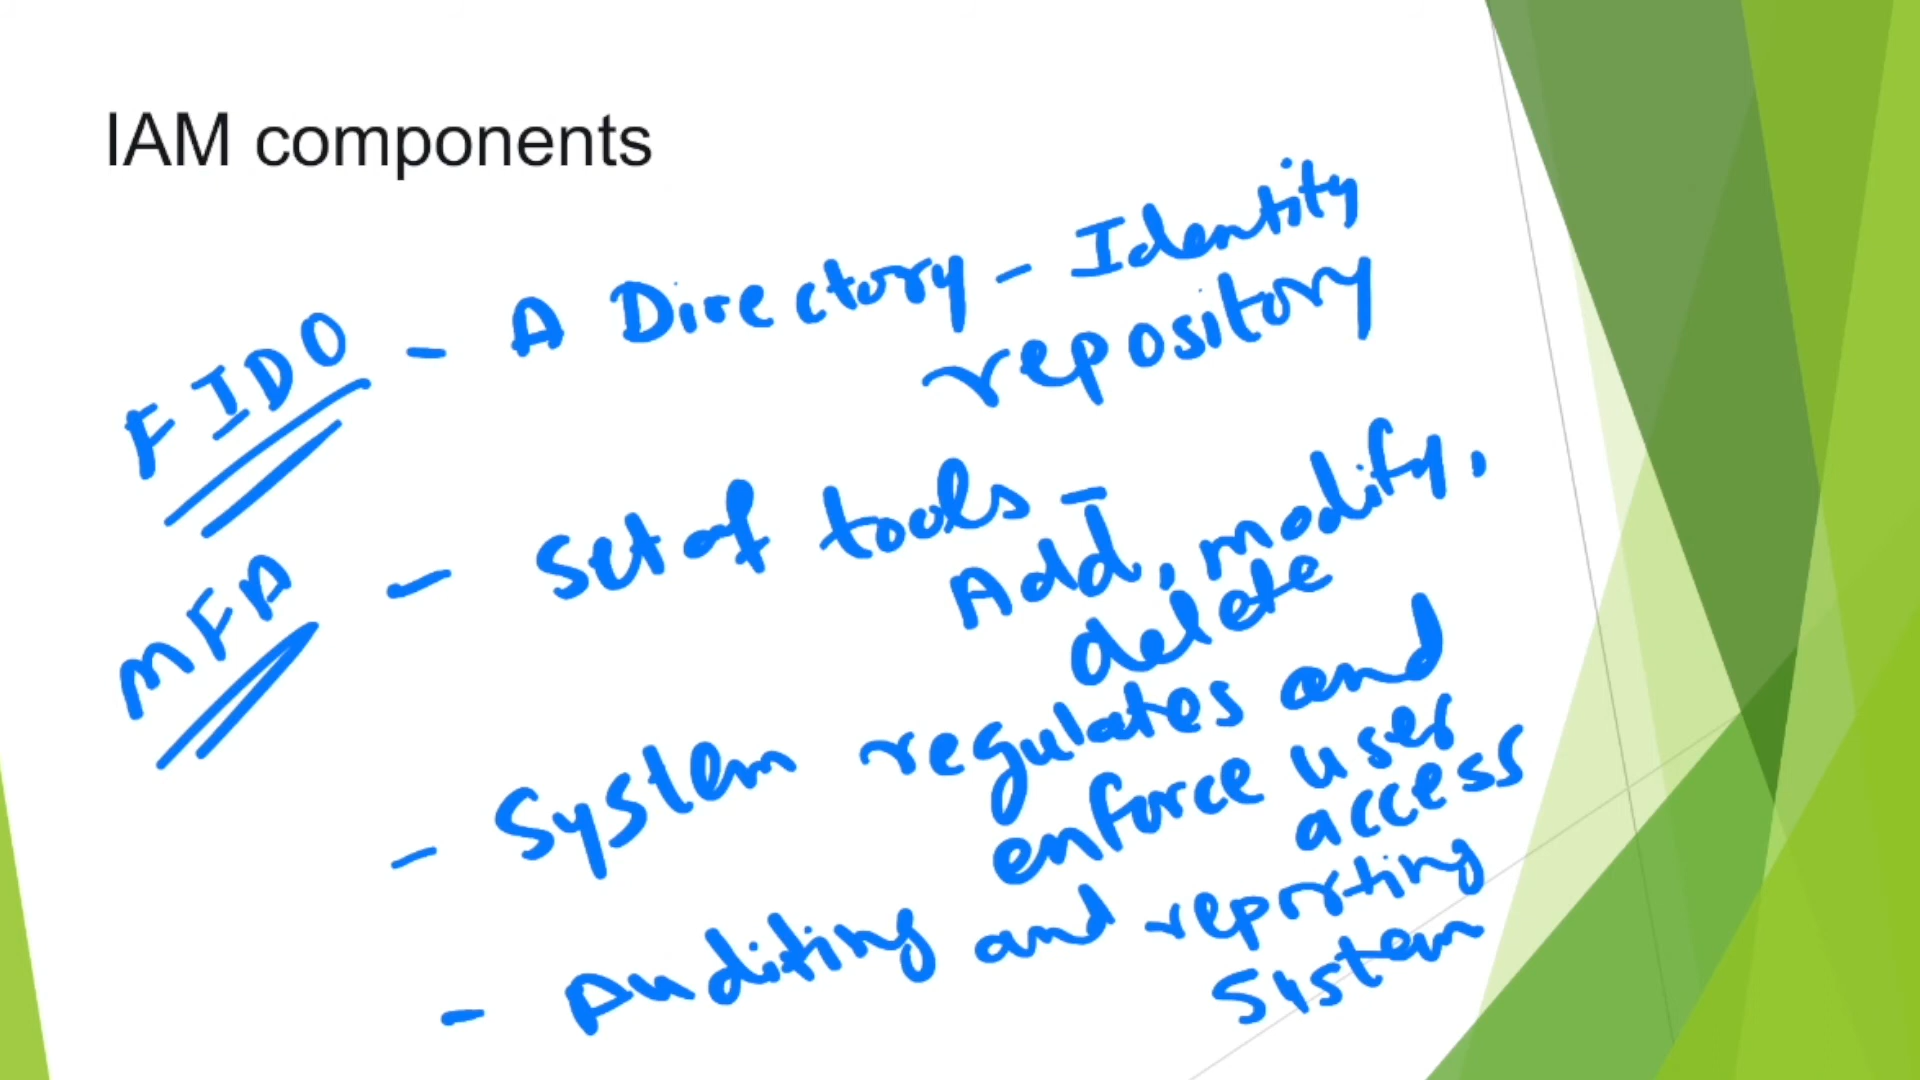 IAM components
FIDO
- A Directory - Identity
repository
MFA
- Set of tools -
Add, modify,
delete
- System regulates and
enforce user
access
- Auditing and reporting
System